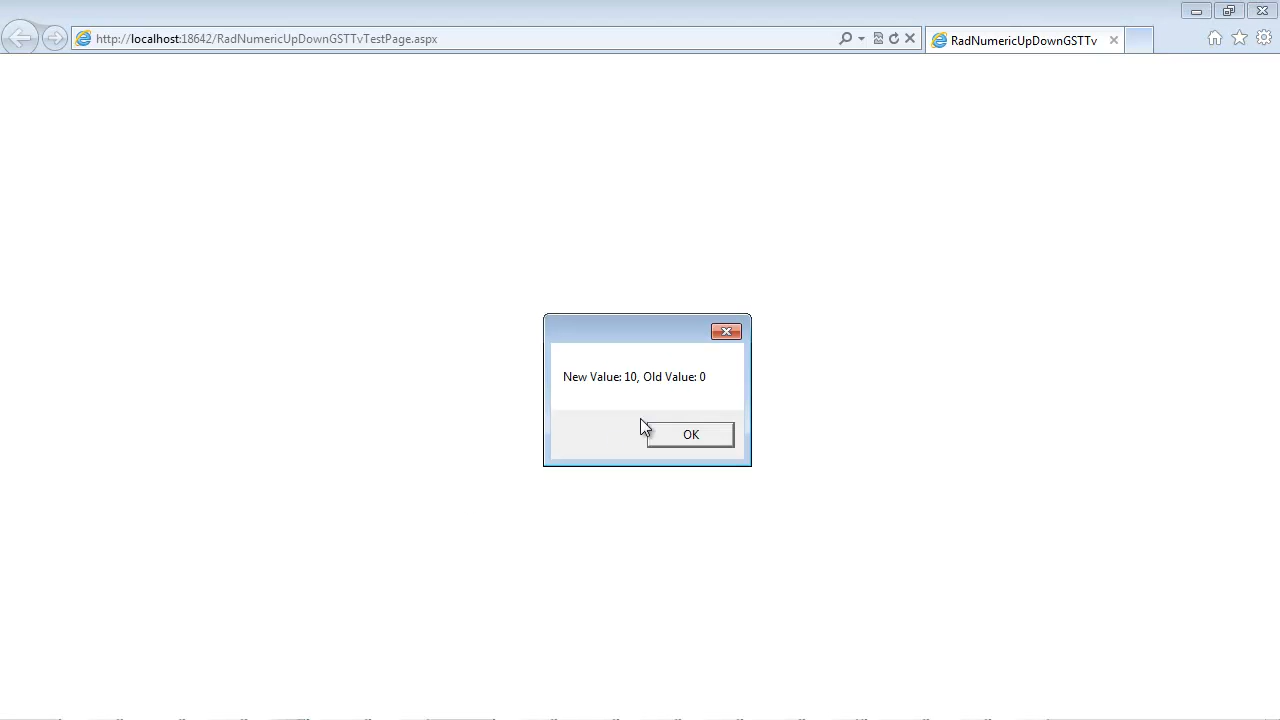 http://localhost:18642/RadNumericUpDownGSTTvTestPage.aspx
RadNumericUpDownGSTTv
New Value: 10, Old Value: 0
OK